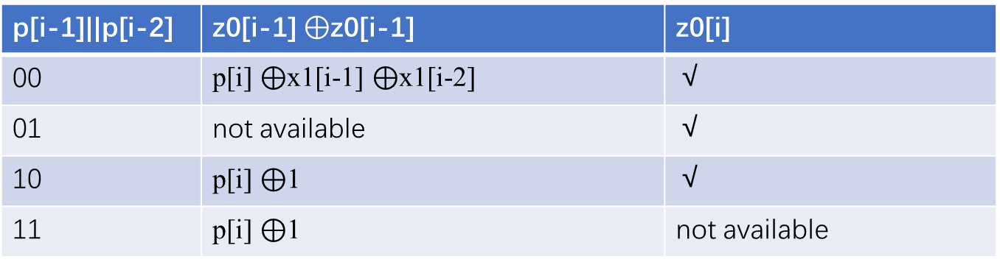 p[i-1]||p[i-2] z0[i-1] ⊕z0[i-1] z0[i]
00 p[i] ⊕x1[i-1] ⊕x1[i-2] √
01 not available √
10 p[i] ⊕1 √
11 p[i] ⊕1 not available